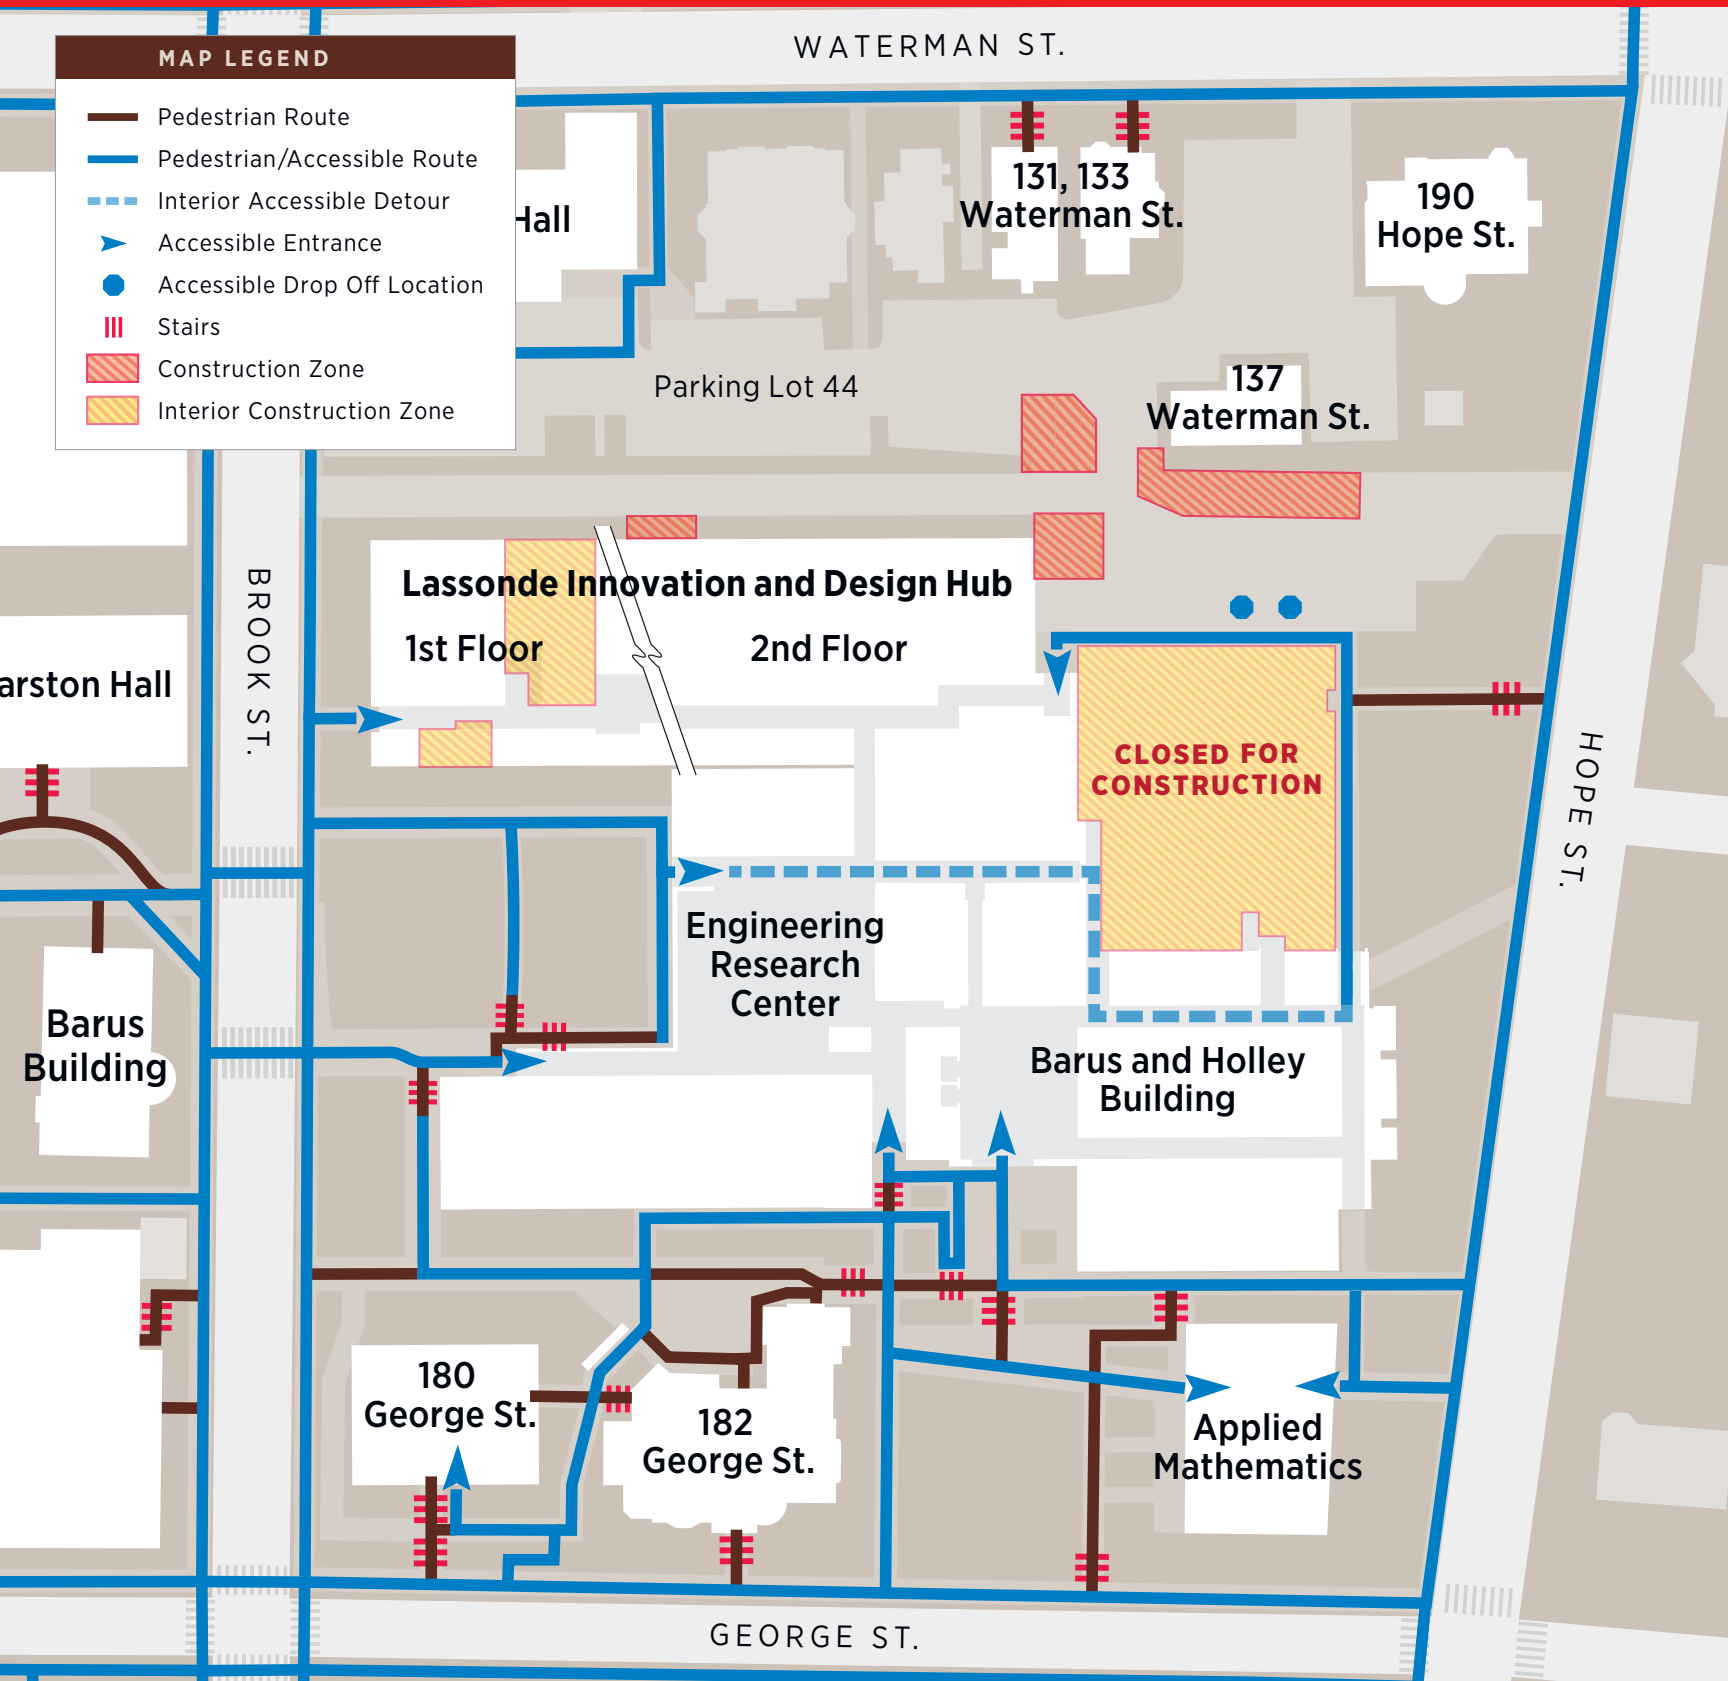 WATERMAN ST.
MAP LEGEND
Pedestrian Route
Pedestrian/Accessible Route
Interior Accessible Detour
Accessible Entrance
Accessible Drop Off Location
Stairs
Construction Zone
Interior Construction Zone
Hall
131, 133
Waterman St.
190
Hope St.
Parking Lot 44
137
Waterman St.
BROOK ST.
Lassonde Innovation and Design Hub
1st Floor
2nd Floor
arston Hall
CLOSED FOR
CONSTRUCTION
HOPE ST.
Engineering
Research
Center
Barus
Building
Barus and Holley
Building
180
George St.
182
George St.
Applied
Mathematics
GEORGE ST.